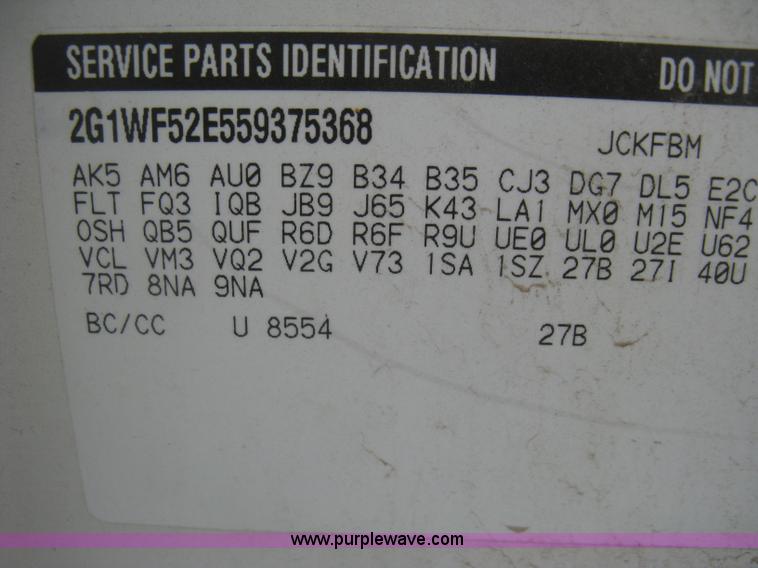 SERVICE PARTS IDENTIFICATION DO NOT
2G1WF52E559375368 JCKFBM
AK5 AM6 AU0 BZ9 B34 B35 CJ3 DG7 DL5 E2C
FLT FQ3 IQB JB9 J65 K43 LA1 MX0 M15 NF4
OSH QB5 QUF R6D R6F R9U UE0 UL0 U2E U62
VCL VM3 VQ2 V2G V73 1SA 1SZ 27B 27I 40U
7RD 8NA 9NA
BC/CC U 8554 27B
www.purplewave.com